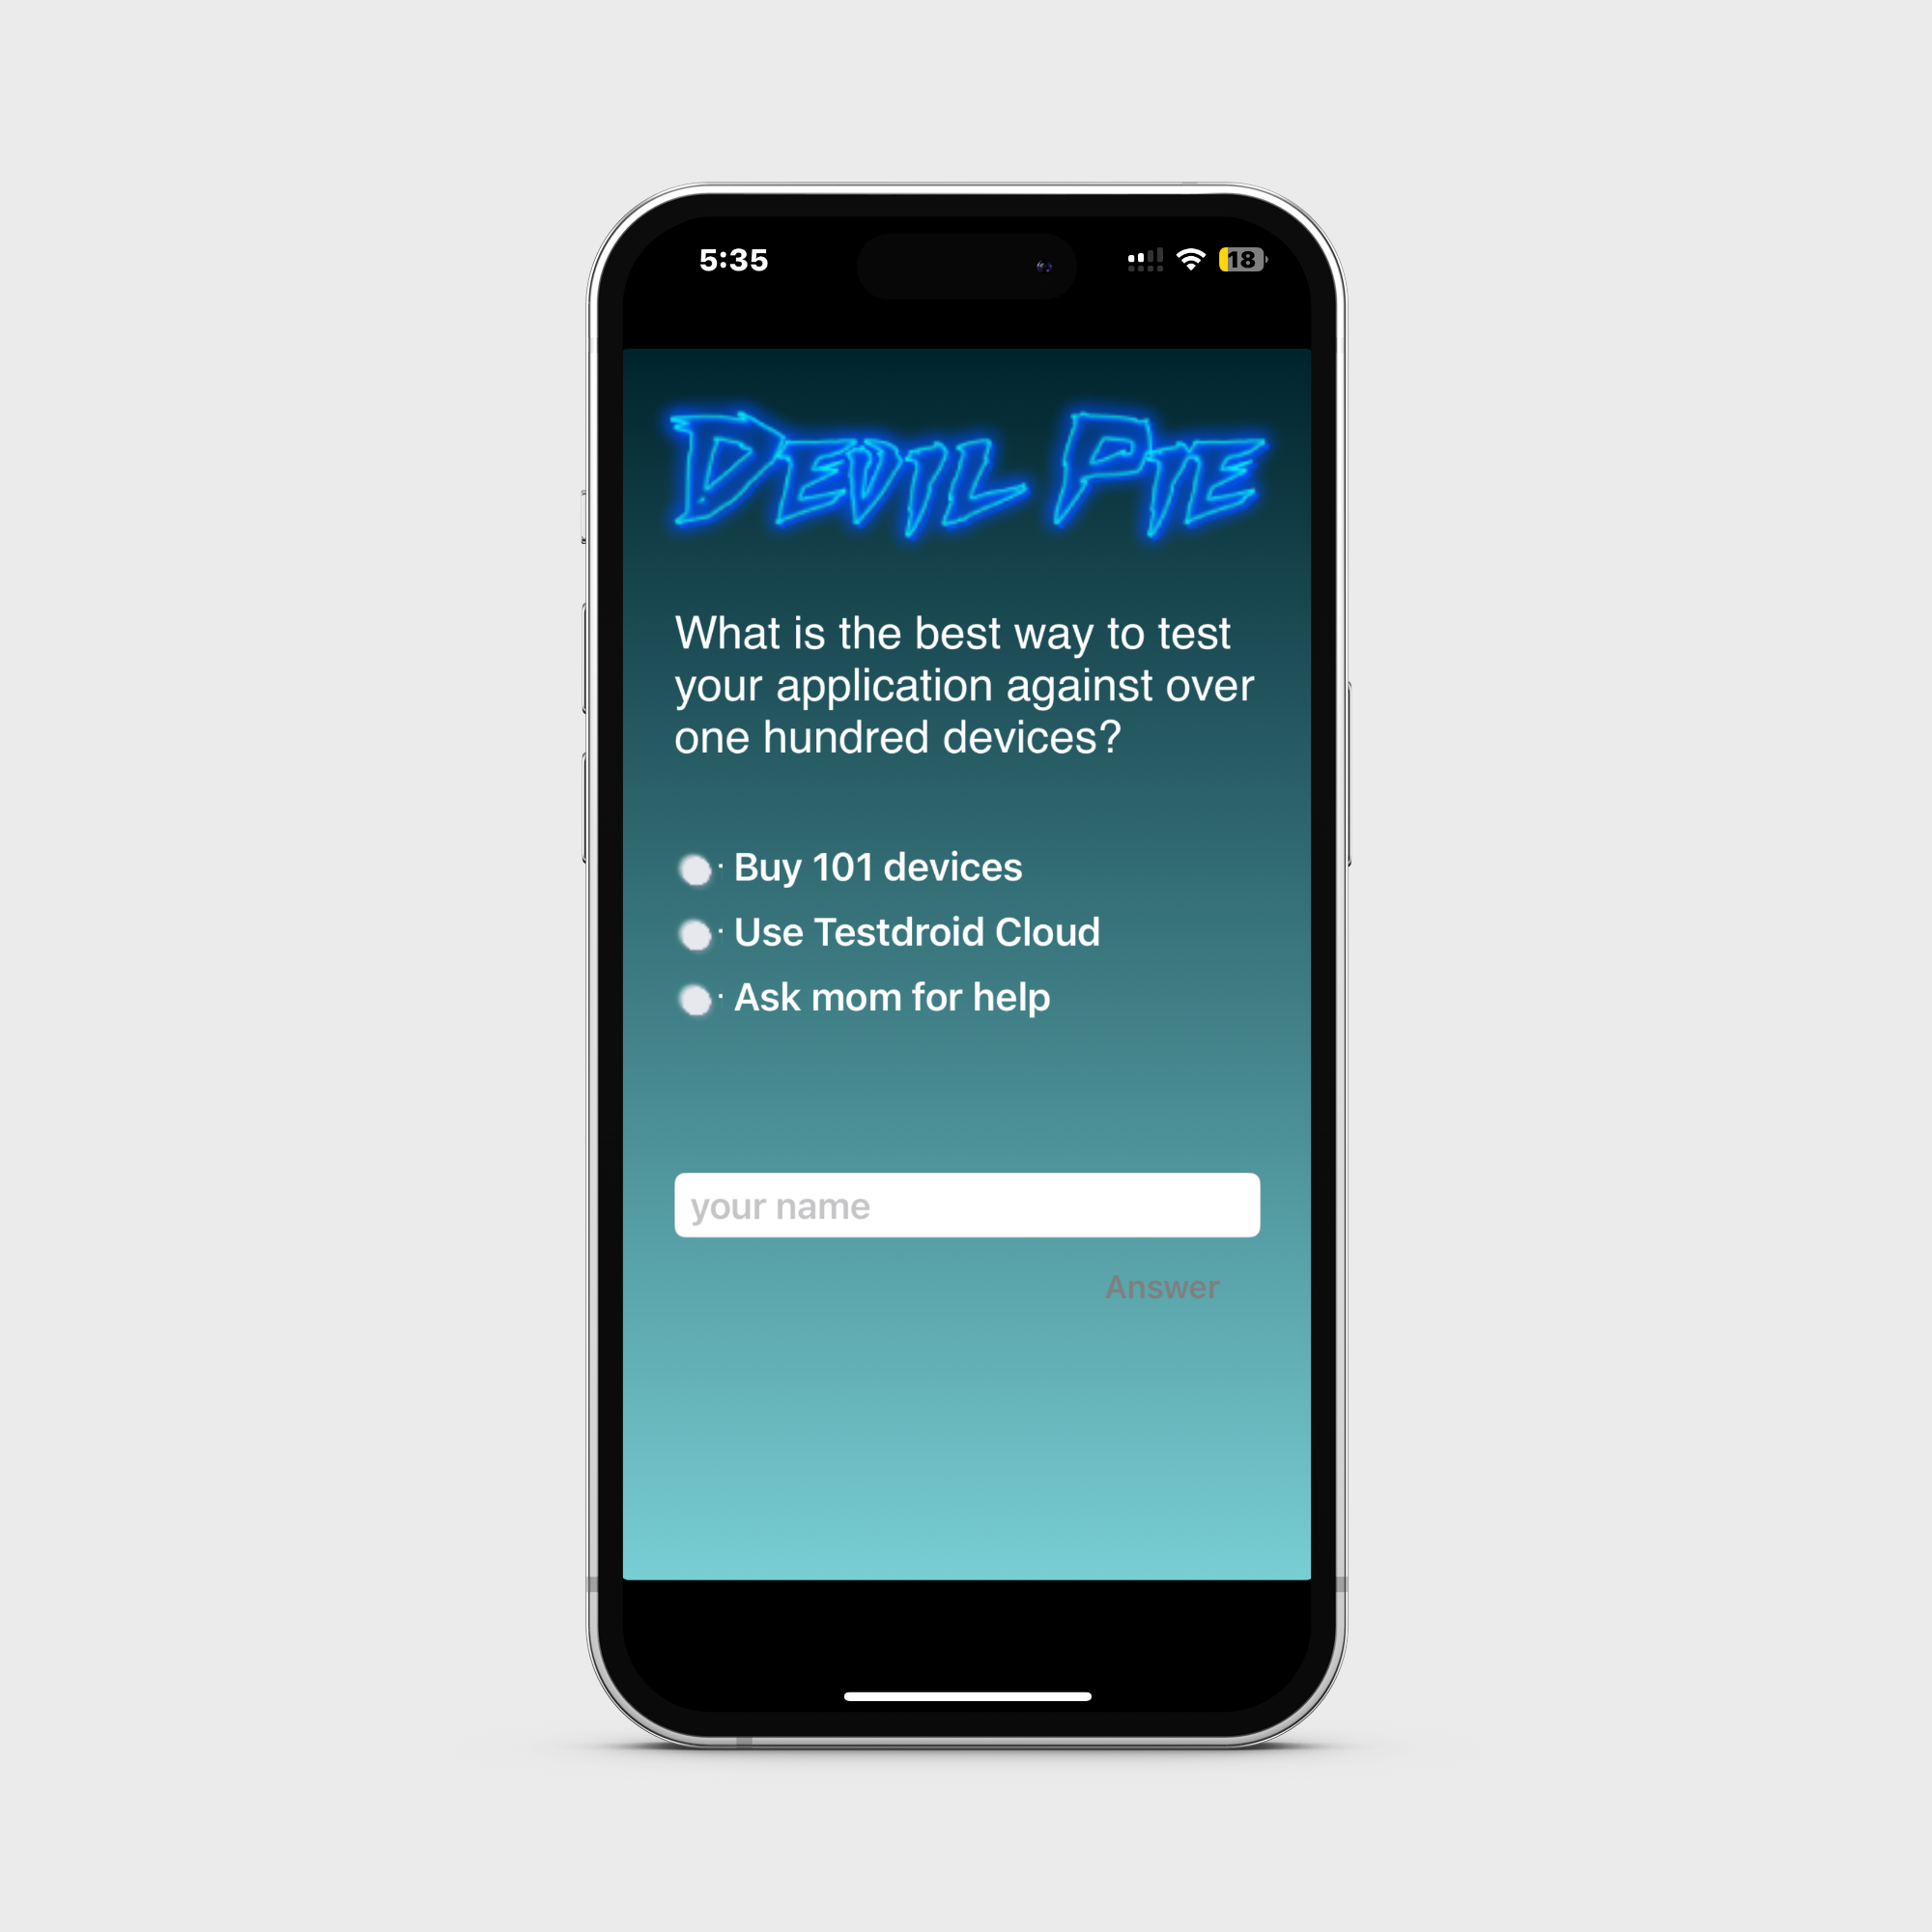 5:35
18
DEVIL PIE
What is the best way to test
your application against over
one hundred devices?
Buy 101 devices
Use Testdroid Cloud
Ask mom for help
your name
Answer